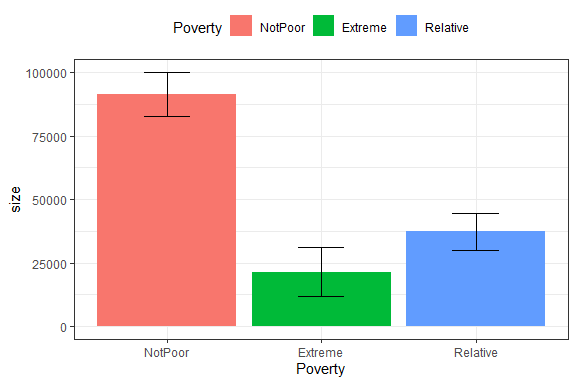 Poverty NotPoor Extreme Relative
100000
75000
50000
25000
0
size
NotPoor Extreme Relative
Poverty